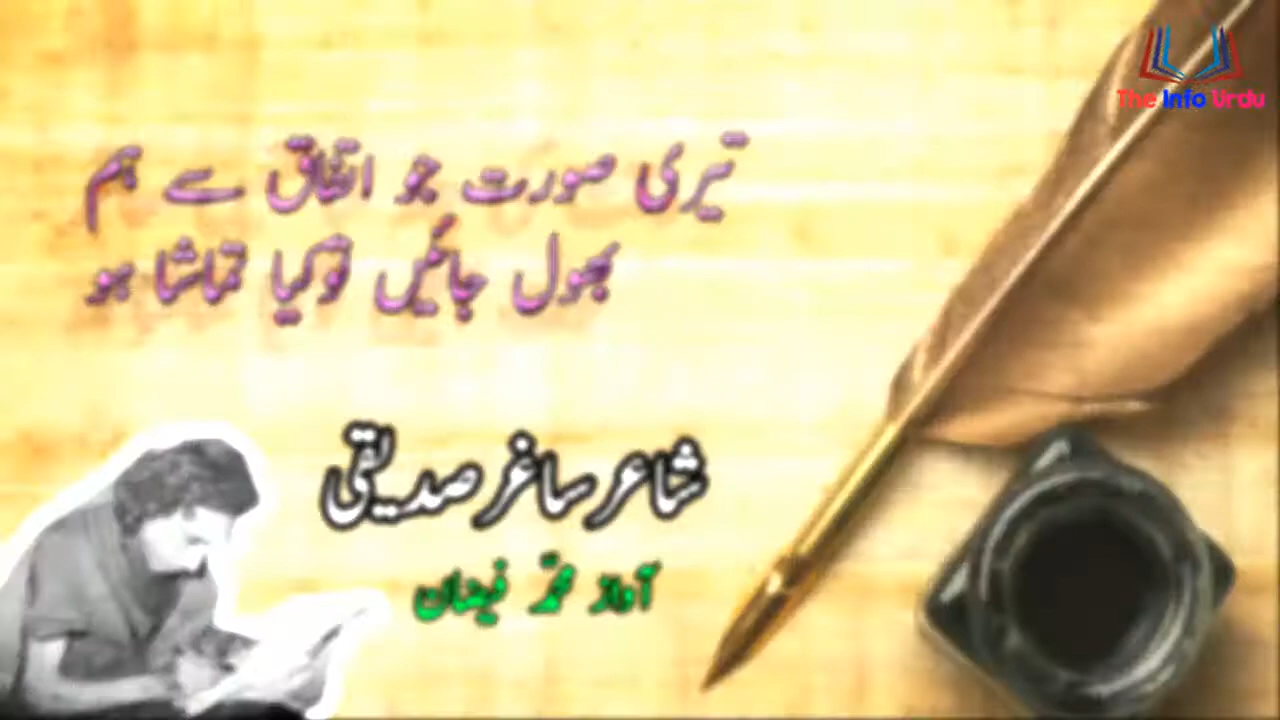 The Info Urdu
تیری صورت جو اتفاق سے ہم
بھول جائیں تو کیا تماشا ہو
شاعر ساغر صدیقی
آواز محمّد فیضان